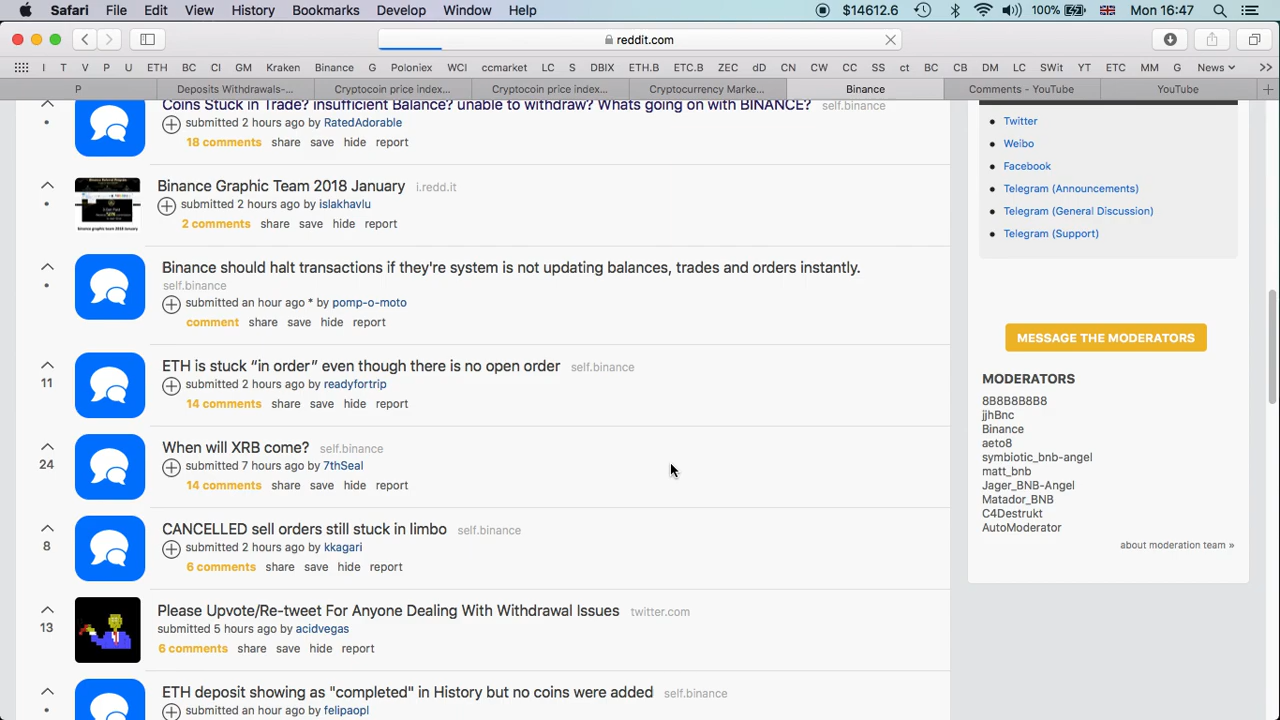 Safari File Edit View History Bookmarks Develop Window Help $14612.6 100% Mon 16:47
reddit.com
I T V P U ETH BC CI GM Kraken Binance G Poloniex WCI ccmarket LC S DBIX ETH.B ETC.B ZEC dD CN CW CC SS ct BC CB DM LC SWit YT ETC MM G News
P Deposits Withdrawals-... Cryptocoin price index... Cryptocoin price index... Cryptocurrency Marke... Binance Comments - YouTube YouTube
Coins Stuck in Trade? insufficient Balance? unable to withdraw? Whats going on with BINANCE? self.binance
submitted 2 hours ago by RatedAdorable
18 comments share save hide report
Binance Graphic Team 2018 January i.redd.it
submitted 2 hours ago by islakhavlu
2 comments share save hide report
Binance should halt transactions if they're system is not updating balances, trades and orders instantly.
self.binance
submitted an hour ago * by pomp-o-moto
comment share save hide report
ETH is stuck “in order” even though there is no open order self.binance
11 submitted 2 hours ago by readyfortrip
14 comments share save hide report
When will XRB come? self.binance
24 submitted 7 hours ago by 7thSeal
14 comments share save hide report
CANCELLED sell orders still stuck in limbo self.binance
8 submitted 2 hours ago by kkagari
6 comments share save hide report
Please Upvote/Re-tweet For Anyone Dealing With Withdrawal Issues twitter.com
13 submitted 5 hours ago by acidvegas
6 comments share save hide report
ETH deposit showing as "completed" in History but no coins were added self.binance
submitted an hour ago by felipaopl
Twitter
Weibo
Facebook
Telegram (Announcements)
Telegram (General Discussion)
Telegram (Support)
MESSAGE THE MODERATORS
MODERATORS
8B8B8B8B8
jjhBnc
Binance
aeto8
symbiotic_bnb-angel
matt_bnb
Jager_BNB-Angel
Matador_BNB
C4Destrukt
AutoModerator
about moderation team »